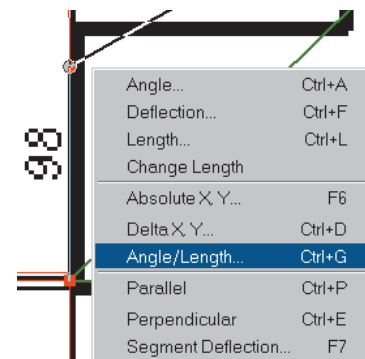 98
Angle... Ctrl+A
Deflection... Ctrl+F
Length... Ctrl+L
Change Length
Absolute X, Y... F6
Delta X, Y... Ctrl+D
Angle/Length... Ctrl+G
Parallel Ctrl+P
Perpendicular Ctrl+E
Segment Deflection... F7